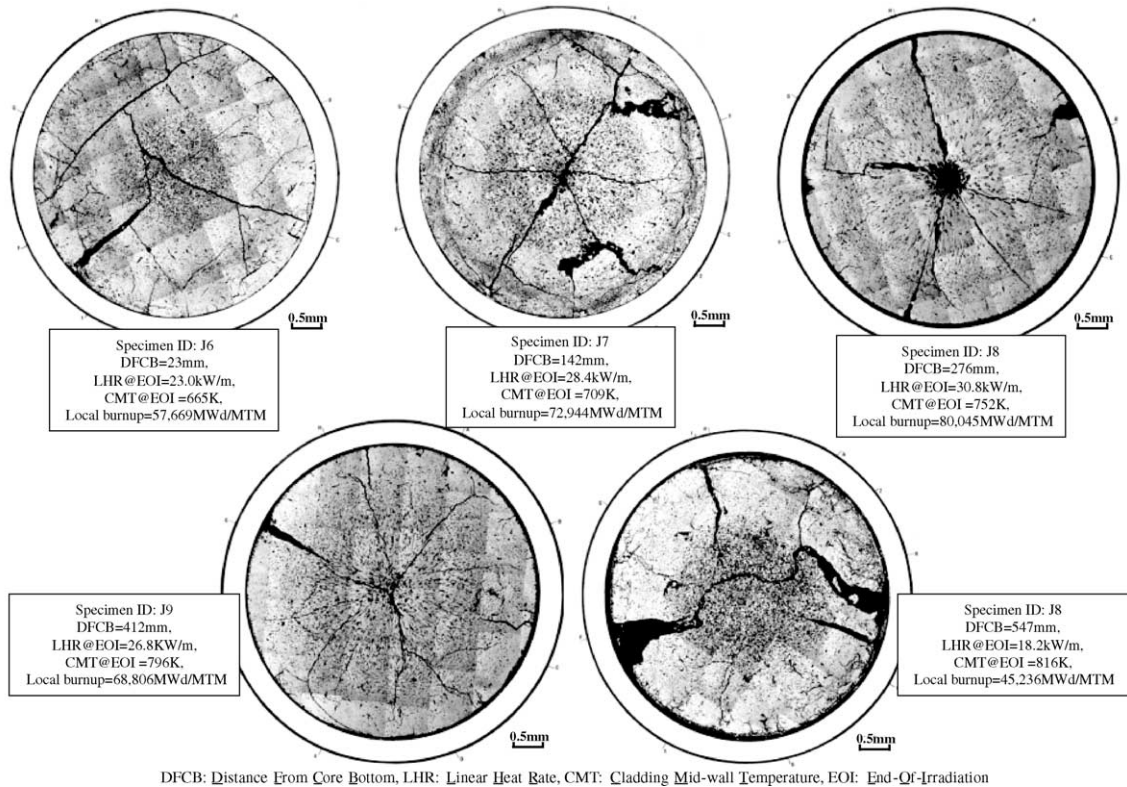 0.5mm
0.5mm
0.5mm
Specimen ID: J6
DFCB=23mm,
LHR@EOI=23.0kW/m,
CMT@EOI =665K,
Local burnup=57,669MWd/MTM
Specimen ID: J7
DFCB=142mm,
LHR@EOI=28.4kW/m,
CMT@EOI =709K,
Local burnup=72,944MWd/MTM
Specimen ID: J8
DFCB=276mm,
LHR@EOI=30.8kW/m,
CMT@EOI =752K,
Local burnup=80,045MWd/MTM
Specimen ID: J9
DFCB=412mm,
LHR@EOI=26.8KW/m,
CMT@EOI =796K,
Local burnup=68,806MWd/MTM
Specimen ID: J8
DFCB=547mm,
LHR@EOI=18.2kW/m,
CMT@EOI =816K,
Local burnup=45,236MWd/MTM
0.5mm
0.5mm
DFCB: Distance From Core Bottom, LHR: Linear Heat Rate, CMT: Cladding Mid-wall Temperature, EOI: End-Of-Irradiation